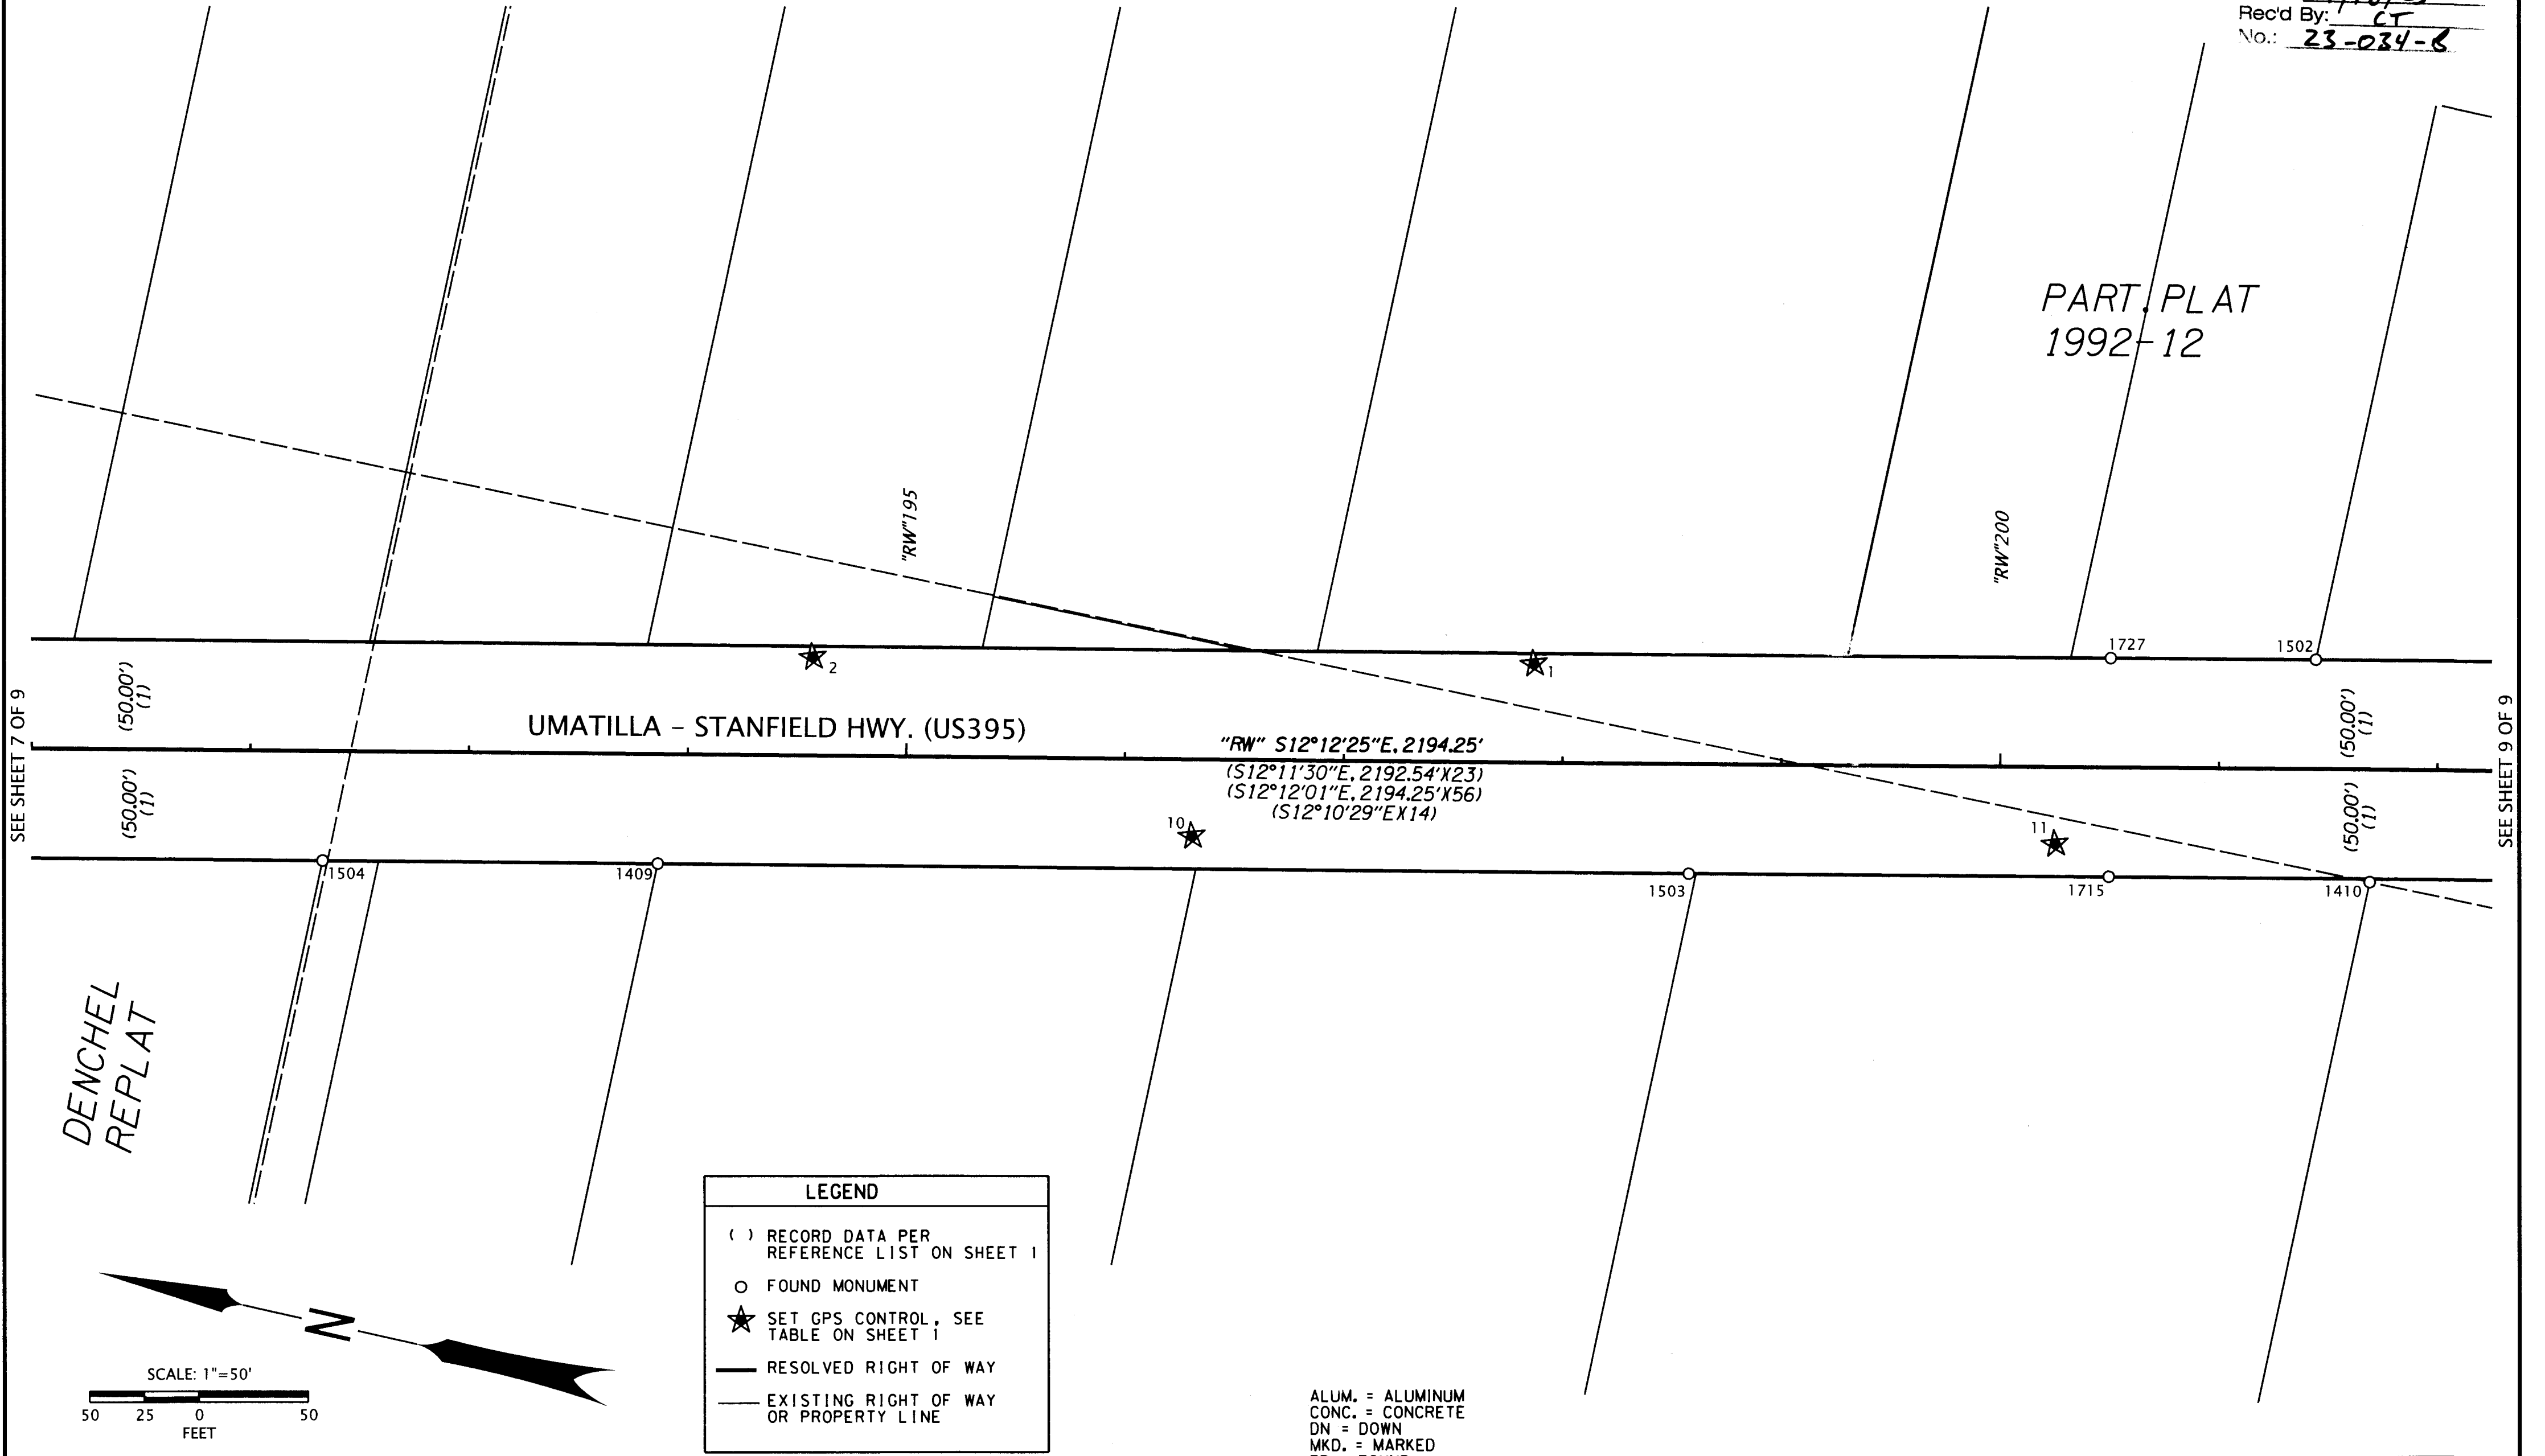 Rec'd By: CT
No.: 23-034-B
PART. PLAT
1992-12
"RW"195
"RW"200
1727
1502
2
1
SEE SHEET 7 OF 9
(50.00')
(1)
(50.00')
(1)
UMATILLA - STANFIELD HWY. (US395)
"RW" S12°12'25"E, 2194.25'
(S12°11'30"E, 2192.54')(23)
(S12°12'01"E, 2194.25')(56)
(S12°10'29"E)(14)
(50.00')
(1)
(50.00')
(1)
SEE SHEET 9 OF 9
10
11
1504
1409
1503
1715
1410
DENCHEL
REPLAT
LEGEND
( ) RECORD DATA PER
REFERENCE LIST ON SHEET 1
FOUND MONUMENT
SET GPS CONTROL, SEE
TABLE ON SHEET 1
RESOLVED RIGHT OF WAY
EXISTING RIGHT OF WAY
OR PROPERTY LINE
N
SCALE: 1"=50'
50 25 0 50
FEET
ALUM. = ALUMINUM
CONC. = CONCRETE
DN = DOWN
MKD. = MARKED